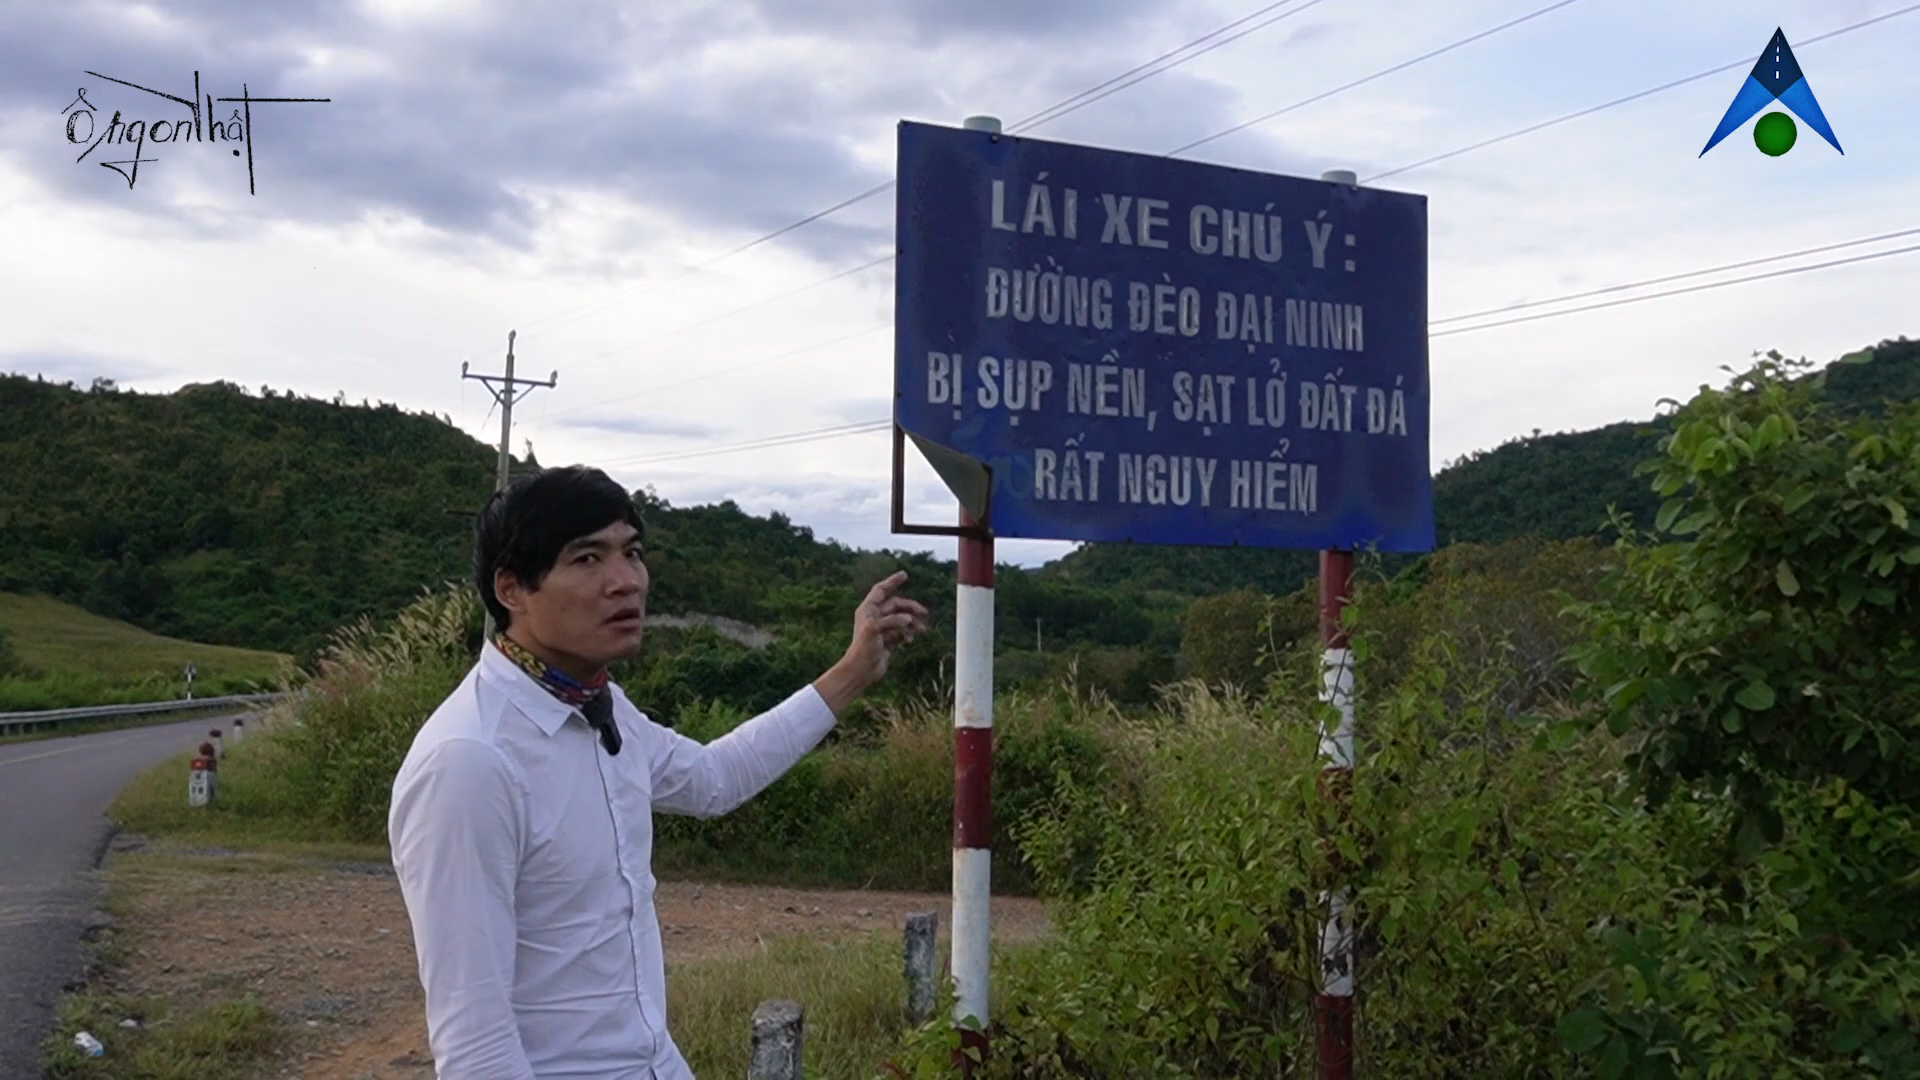 ÔNgonThật
LÁI XE CHÚ Ý:
ĐƯỜNG ĐÈO ĐẠI NINH
BỊ SỤP NỀN, SẠT LỞ ĐẤT ĐÁ
RẤT NGUY HIỂM